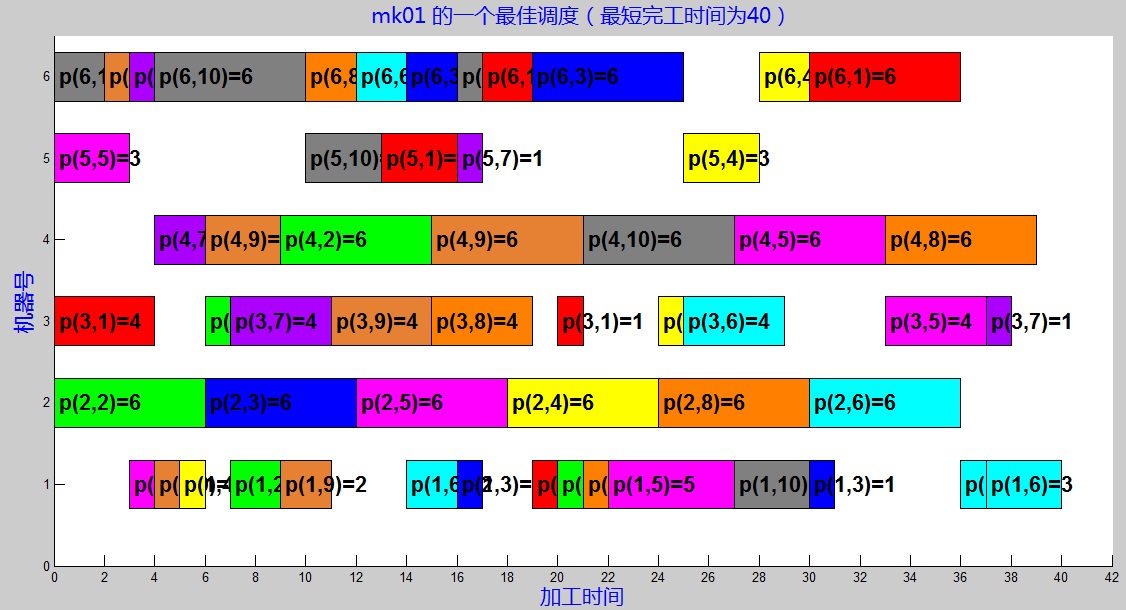 mk01 的一个最佳调度（最短完工时间为40）
机器号
6 p(6,1 p( p( p(6,10)=6 p(6,8 p(6,6 p(6,3 p( p(6,1 p(6,3)=6 p(6,4 p(6,1)=6
5 p(5,5)=3 p(5,10) p(5,1)= p(5,7)=1 p(5,4)=3
4 p(4,7 p(4,9)= p(4,2)=6 p(4,9)=6 p(4,10)=6 p(4,5)=6 p(4,8)=6
3 p(3,1)=4 p( p(3,7)=4 p(3,9)=4 p(3,8)=4 p(3,1)=1 p( p(3,6)=4 p(3,5)=4 p(3,7)=1
2 p(2,2)=6 p(2,3)=6 p(2,5)=6 p(2,4)=6 p(2,8)=6 p(2,6)=6
1 p( p( p( p(1,2 p(1,9)=2 p(1,6 p( ,3)= p( p( p( p(1,5)=5 p(1,10) p(1,3)=1 p( p(1,6)=3
0
0 2 4 6 8 10 12 14 16 18 20 22 24 26 28 30 32 34 36 38 40 42
加工时间